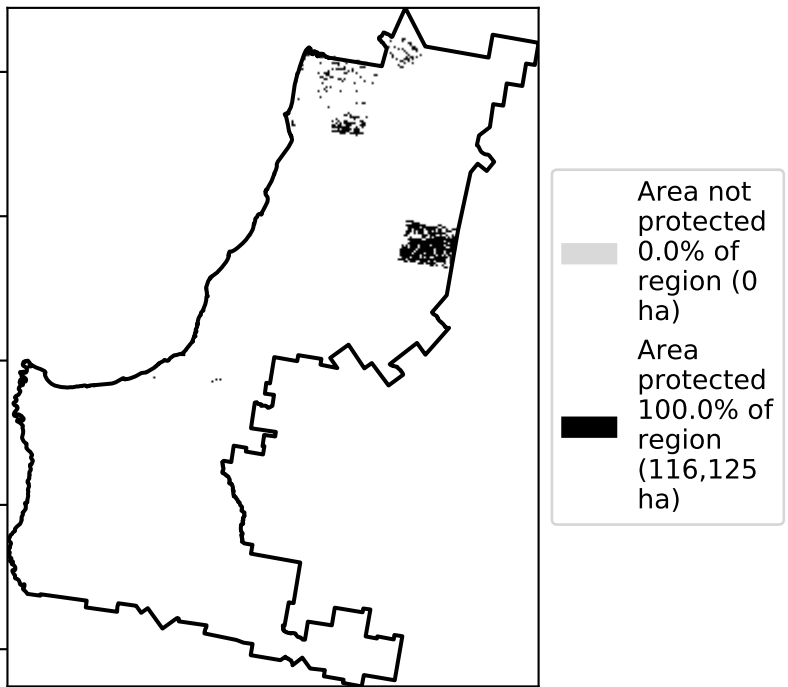 Area not
protected
0.0% of
region (0
ha)
Area
protected
100.0% of
region
(116,125
ha)